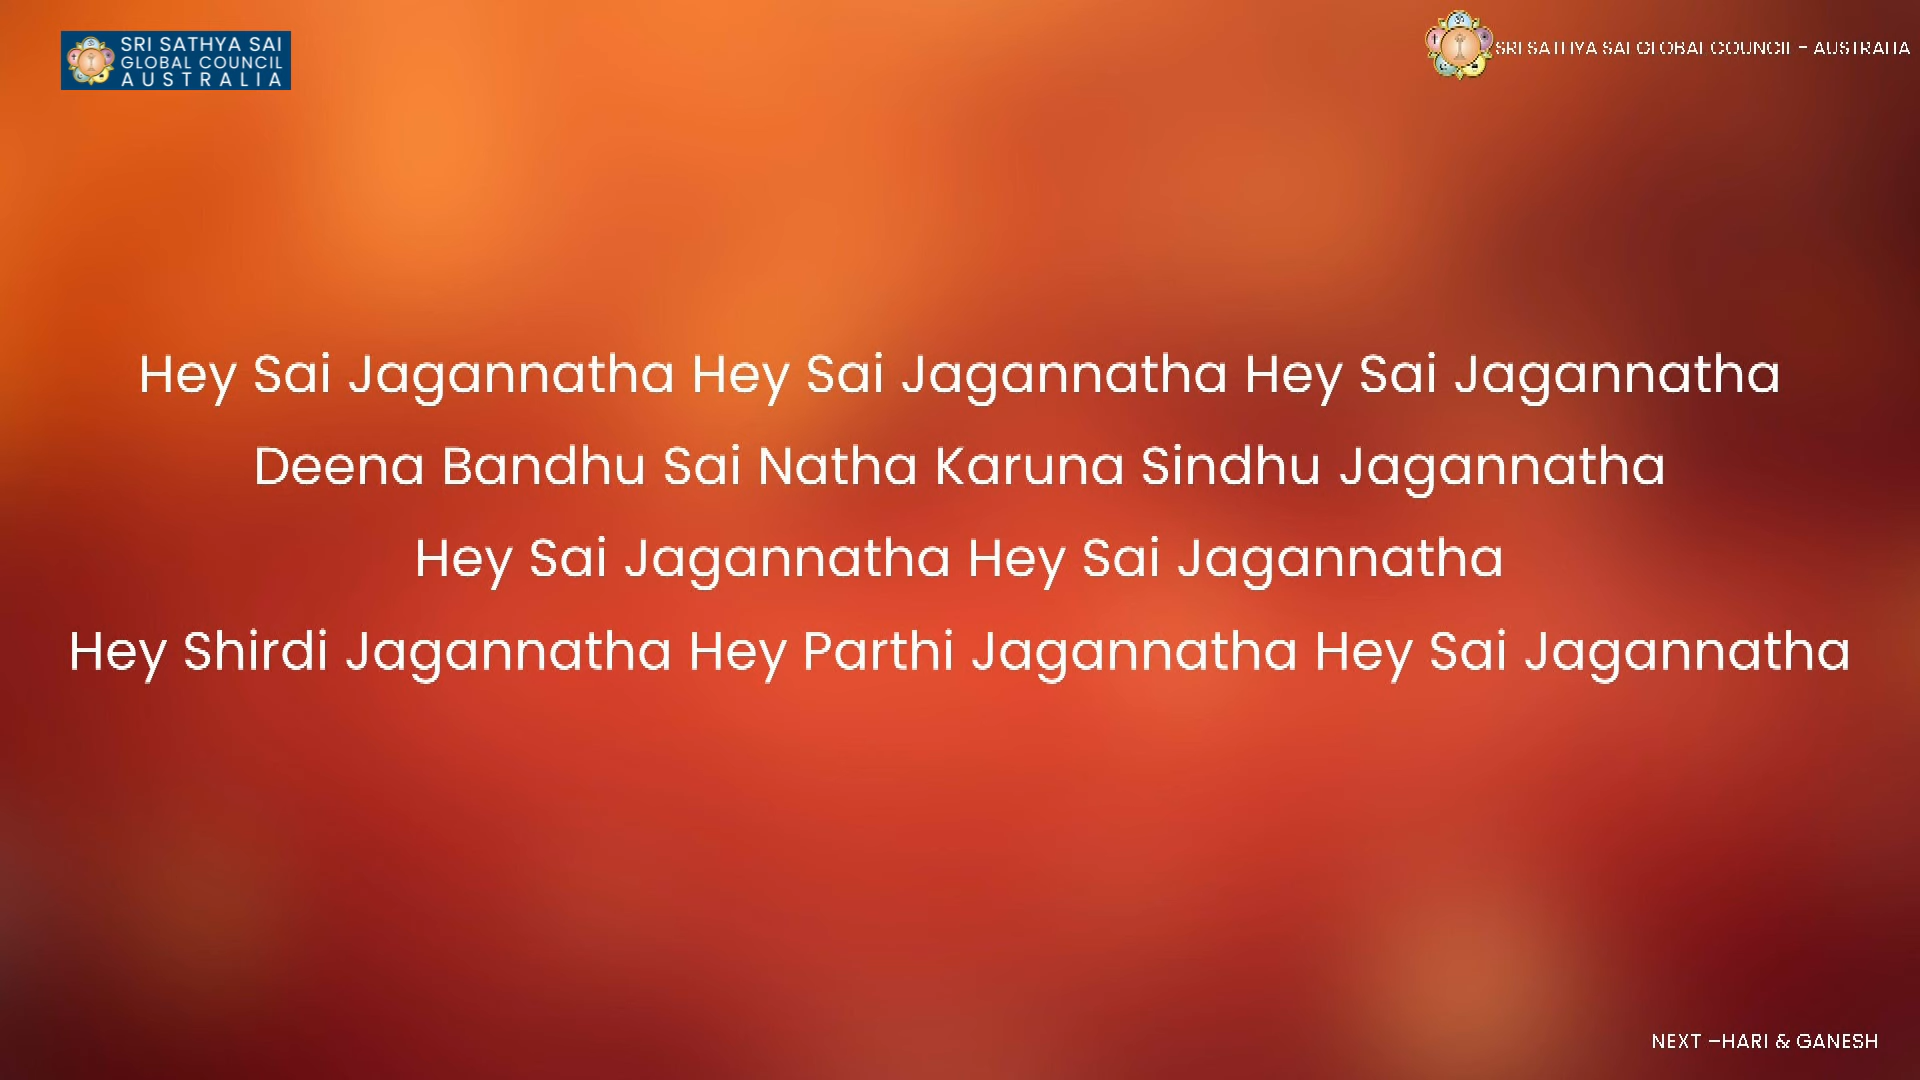 SRI SATHYA SAI
GLOBAL COUNCIL
AUSTRALIA
SRI SATHYA SAI GLOBAL COUNCIL - AUSTRALIA
Hey Sai Jagannatha Hey Sai Jagannatha Hey Sai Jagannatha
Deena Bandhu Sai Natha Karuna Sindhu Jagannatha
Hey Sai Jagannatha Hey Sai Jagannatha
Hey Shirdi Jagannatha Hey Parthi Jagannatha Hey Sai Jagannatha
NEXT –HARI & GANESH